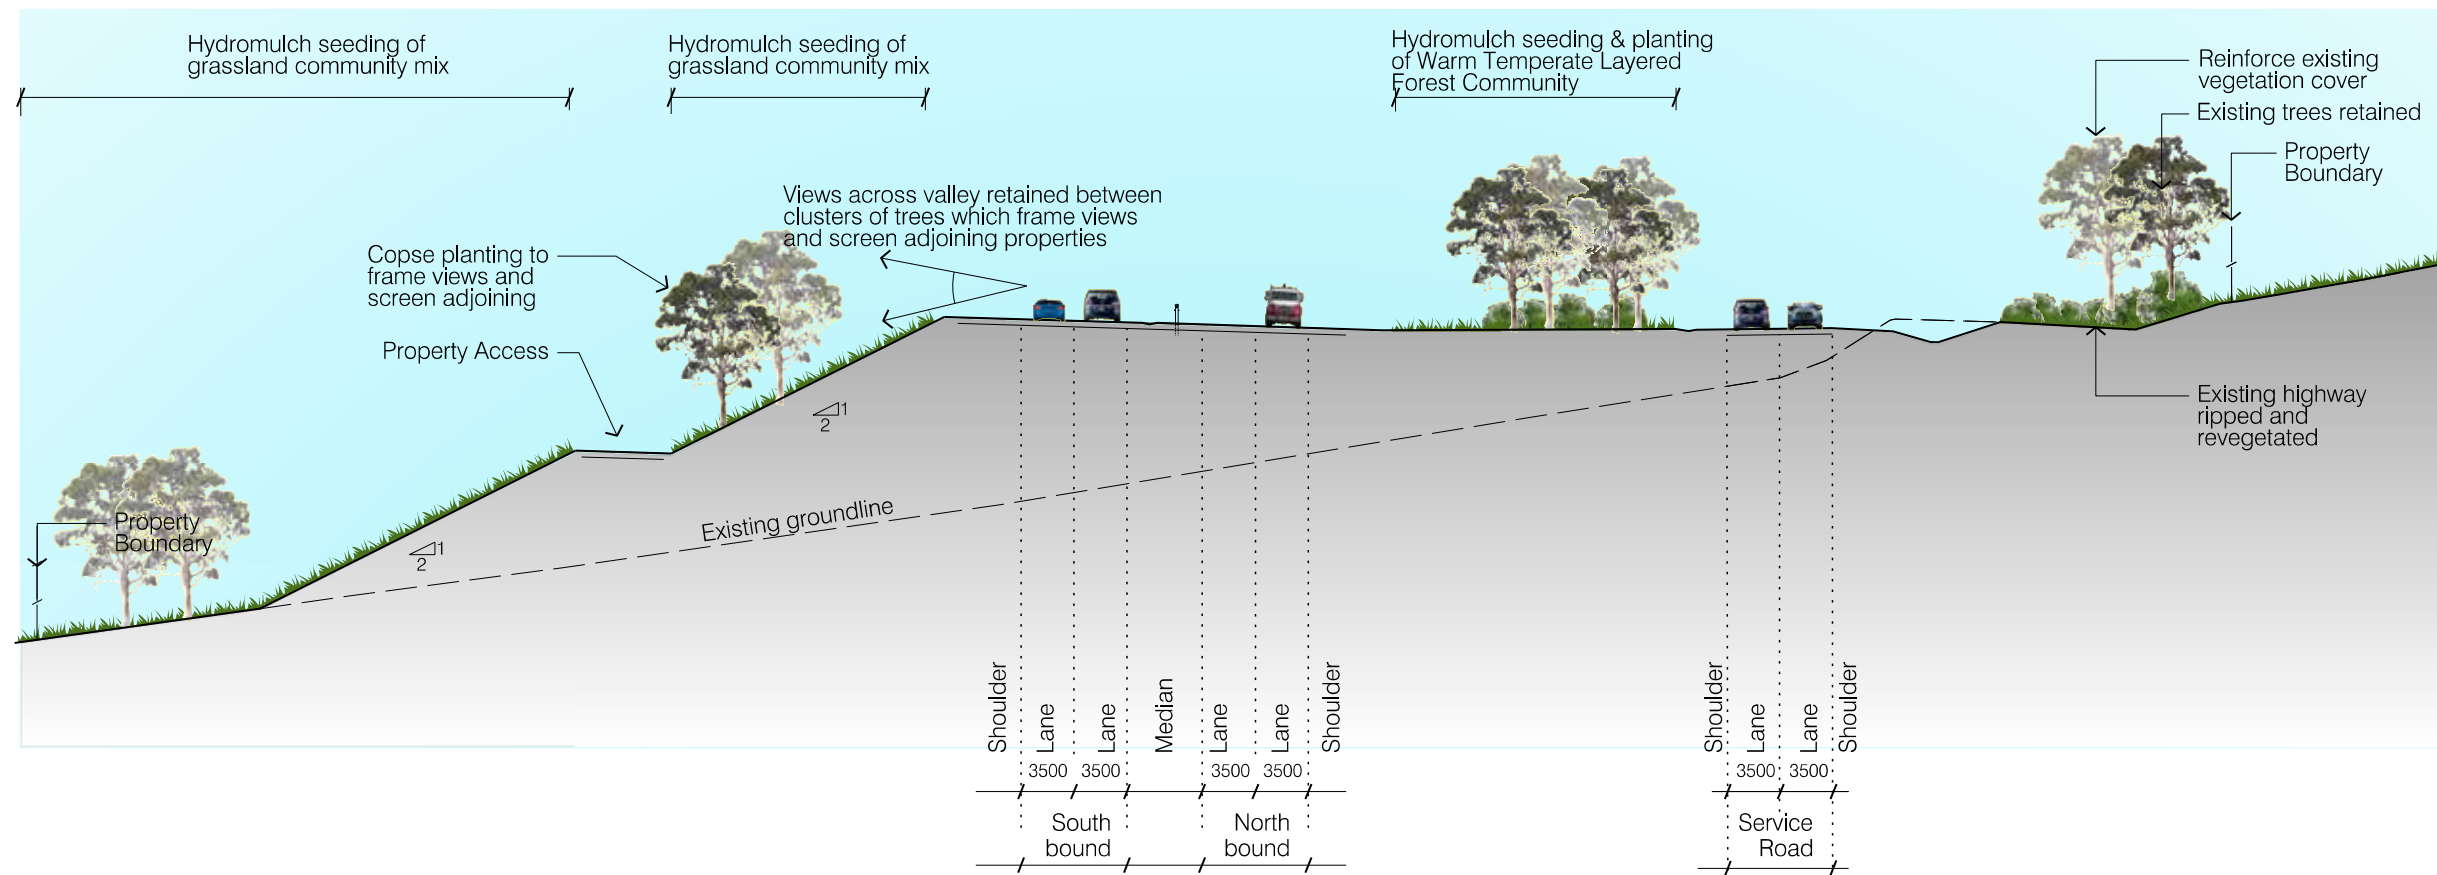 Hydromulch seeding of
grassland community mix
Hydromulch seeding of
grassland community mix
Hydromulch seeding & planting
of Warm Temperate Layered
Forest Community
Reinforce existing
vegetation cover
Existing trees retained
Property
Boundary
Views across valley retained between
clusters of trees which frame views
and screen adjoining properties
Copse planting to
frame views and
screen adjoining
Property Access
1
2
Existing highway
ripped and
revegetated
Property
Boundary
Existing groundline
1
2
Shoulder
Lane
Lane
Median
Lane
Lane
Shoulder
Shoulder
Lane
Lane
Shoulder
3500
3500
3500
3500
3500
3500
South
bound
North
bound
Service
Road